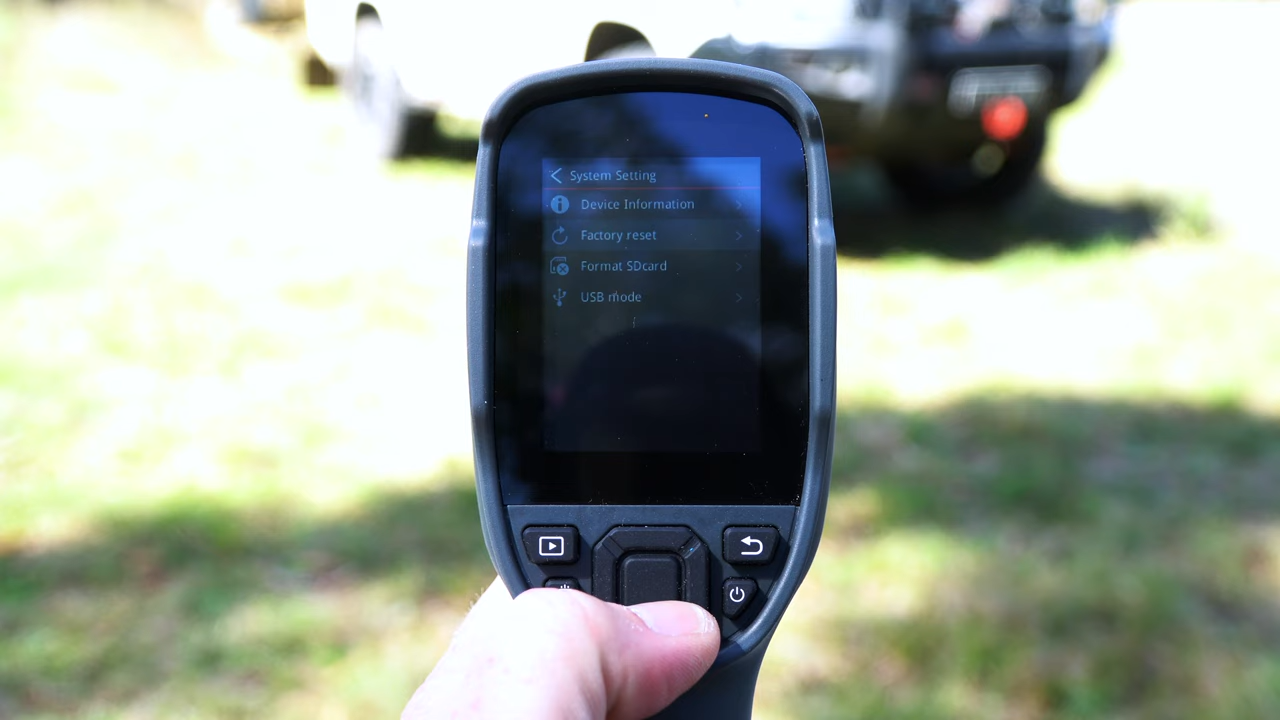 System Setting
Device Information
Factory reset
Format SDcard
USB mode